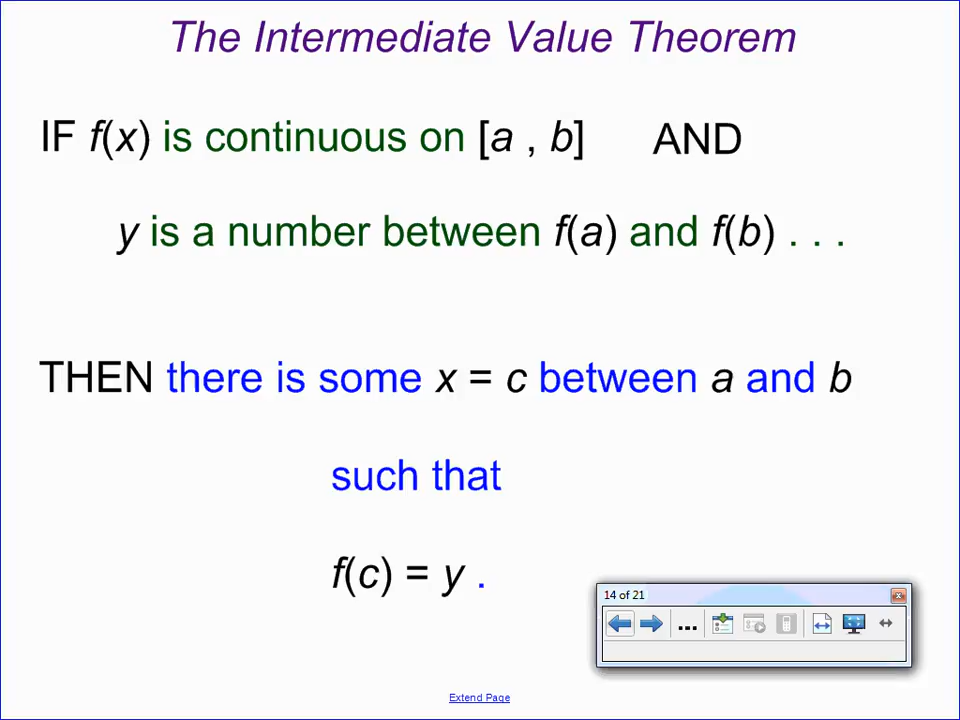 The Intermediate Value Theorem
IF f(x) is continuous on [a , b] AND
y is a number between f(a) and f(b) . . .
THEN there is some x = c between a and b
such that
f(c) = y .
14 of 21
...
Extend Page